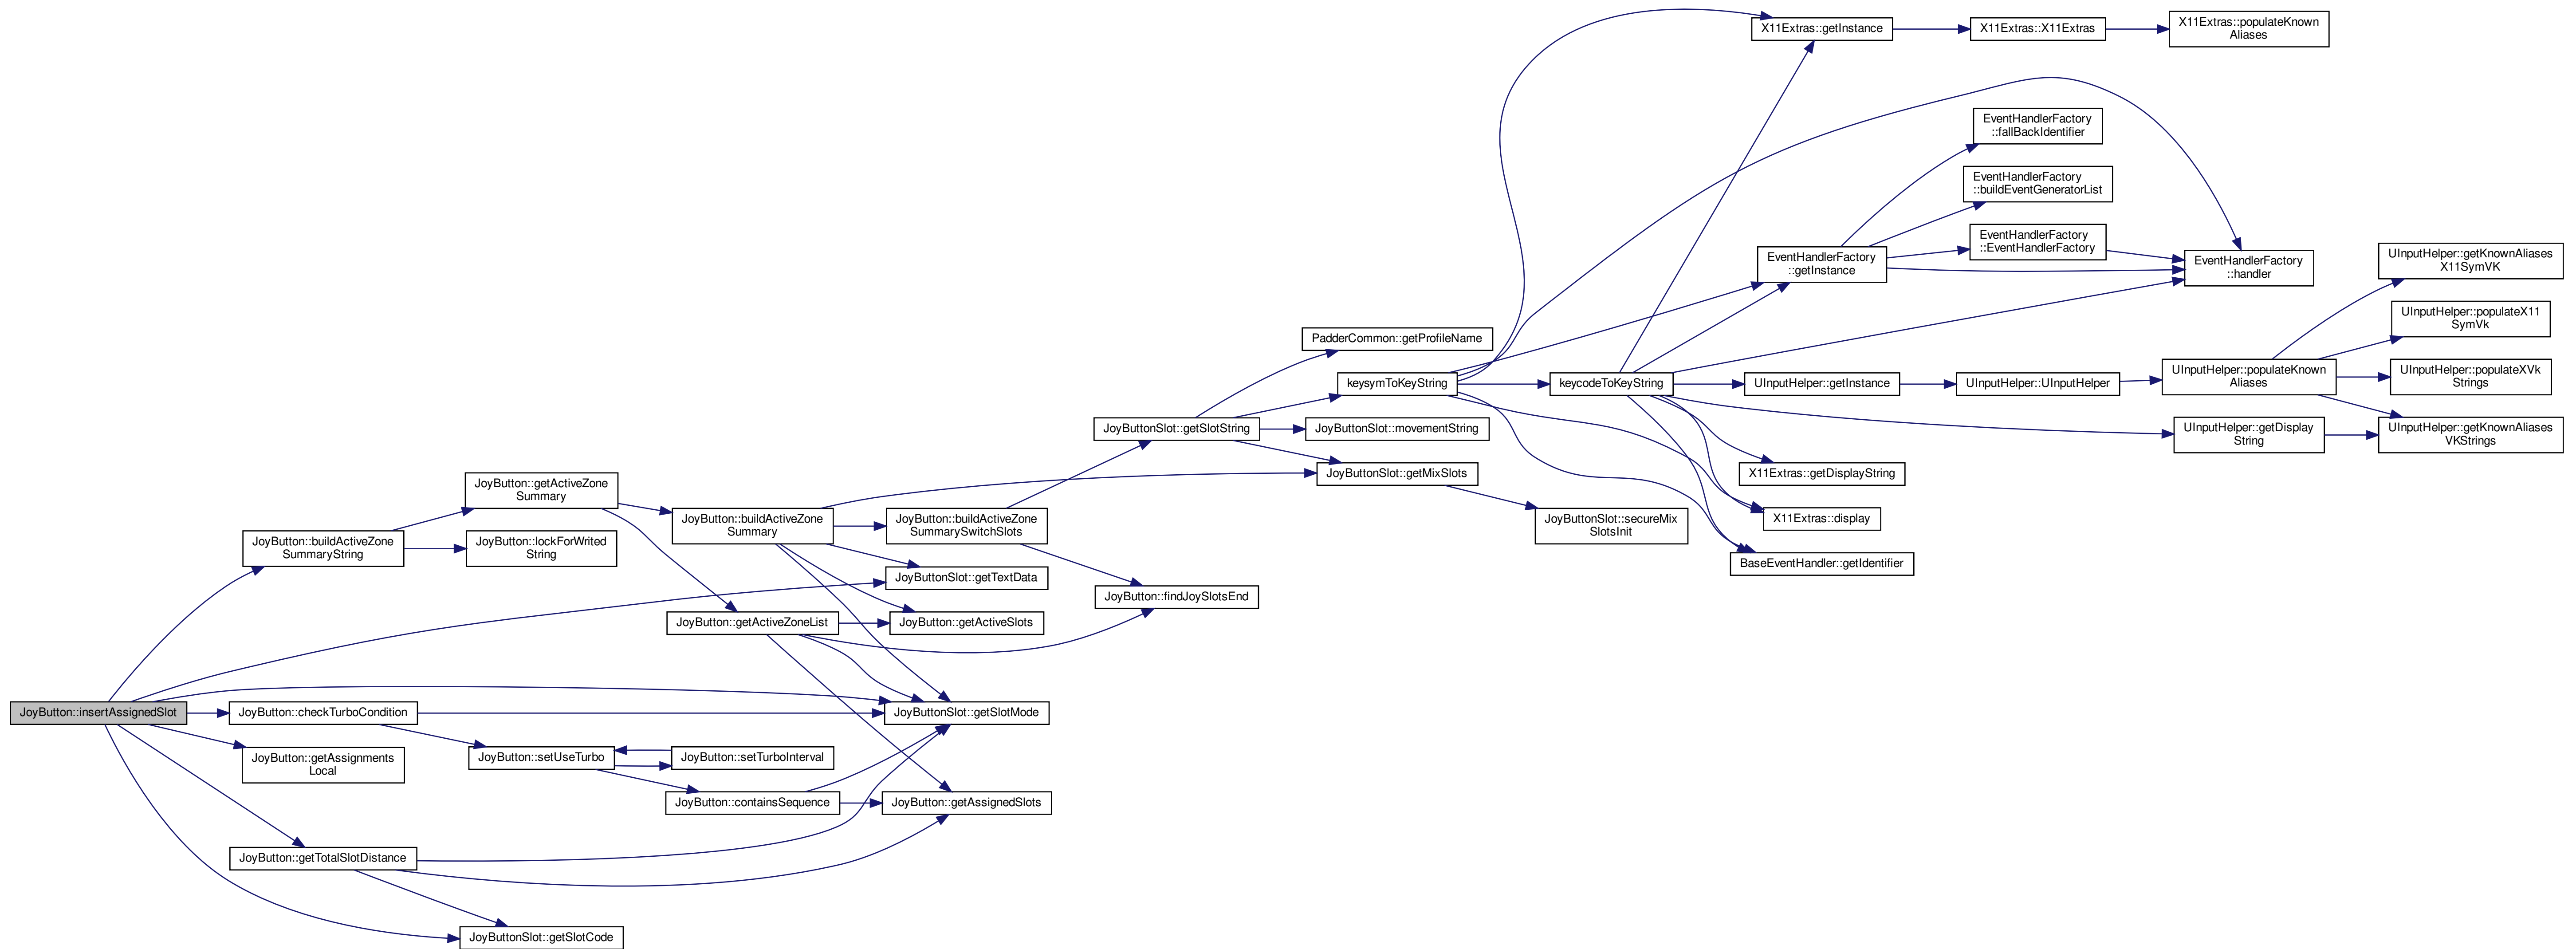 X11Extras::getInstance
X11Extras::X11Extras
X11Extras::populateKnown
Aliases
EventHandlerFactory
::fallBackIdentifier
EventHandlerFactory
::buildEventGeneratorList
EventHandlerFactory
::EventHandlerFactory
EventHandlerFactory
::getInstance
EventHandlerFactory
::handler
UInputHelper::getKnownAliases
X11SymVK
UInputHelper::populateX11
SymVk
PadderCommon::getProfileName
keysymToKeyString
keycodeToKeyString
UInputHelper::getInstance
UInputHelper::UInputHelper
UInputHelper::populateKnown
Aliases
UInputHelper::populateXVk
Strings
JoyButtonSlot::getSlotString
JoyButtonSlot::movementString
UInputHelper::getDisplay
String
UInputHelper::getKnownAliases
VKStrings
JoyButtonSlot::getMixSlots
X11Extras::getDisplayString
JoyButton::getActiveZone
Summary
JoyButton::buildActiveZone
Summary
JoyButton::buildActiveZone
SummarySwitchSlots
JoyButtonSlot::secureMix
SlotsInit
X11Extras::display
JoyButton::buildActiveZone
SummaryString
JoyButton::lockForWrited
String
BaseEventHandler::getIdentifier
JoyButtonSlot::getTextData
JoyButton::findJoySlotsEnd
JoyButton::getActiveZoneList
JoyButton::getActiveSlots
JoyButton::insertAssignedSlot
JoyButton::checkTurboCondition
JoyButtonSlot::getSlotMode
JoyButton::getAssignments
Local
JoyButton::setUseTurbo
JoyButton::setTurboInterval
JoyButton::containsSequence
JoyButton::getAssignedSlots
JoyButton::getTotalSlotDistance
JoyButtonSlot::getSlotCode